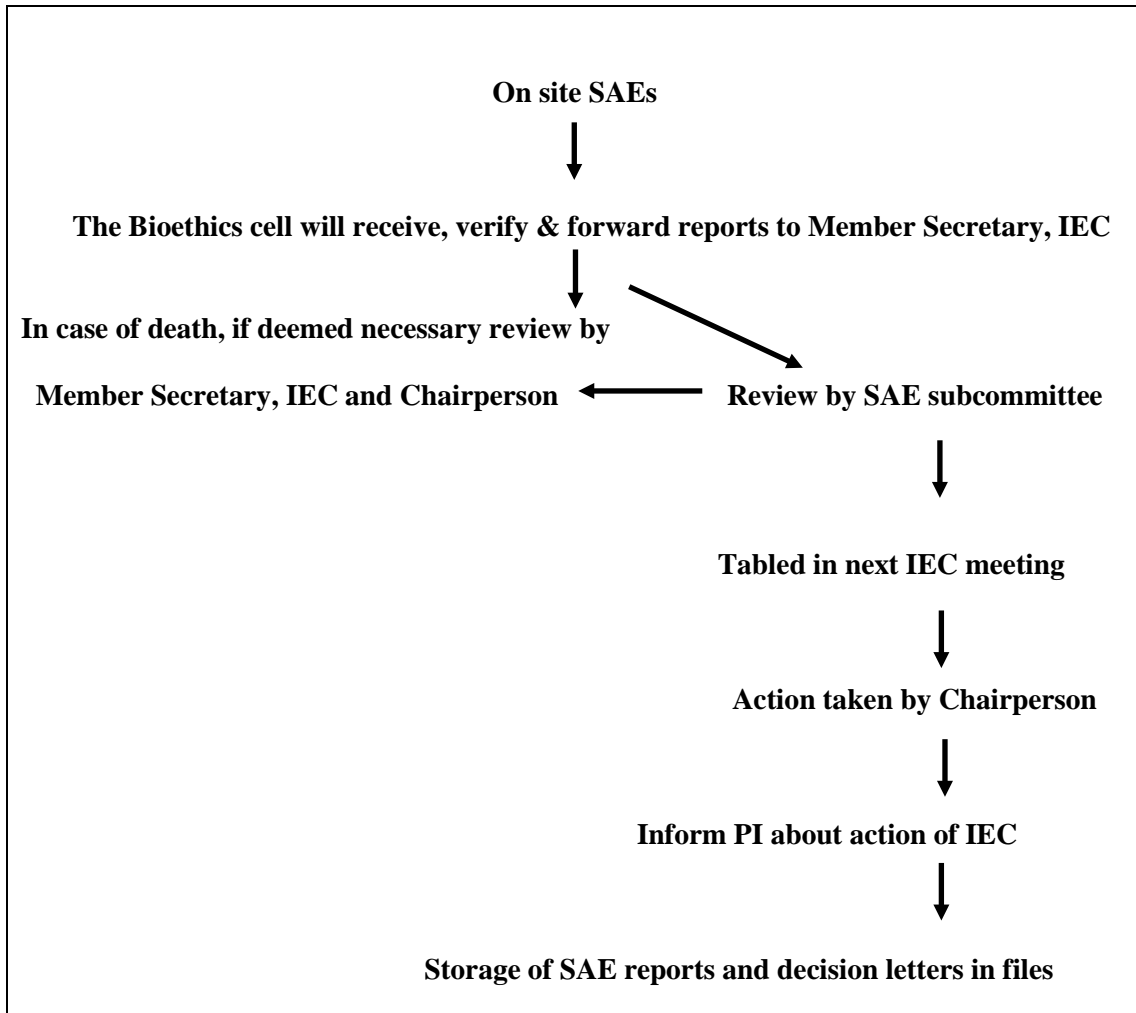 On site SAEs
The Bioethics cell will receive, verify & forward reports to Member Secretary, IEC
In case of death, if deemed necessary review by
Member Secretary, IEC and Chairperson
Review by SAE subcommittee
Tabled in next IEC meeting
Action taken by Chairperson
Inform PI about action of IEC
Storage of SAE reports and decision letters in files